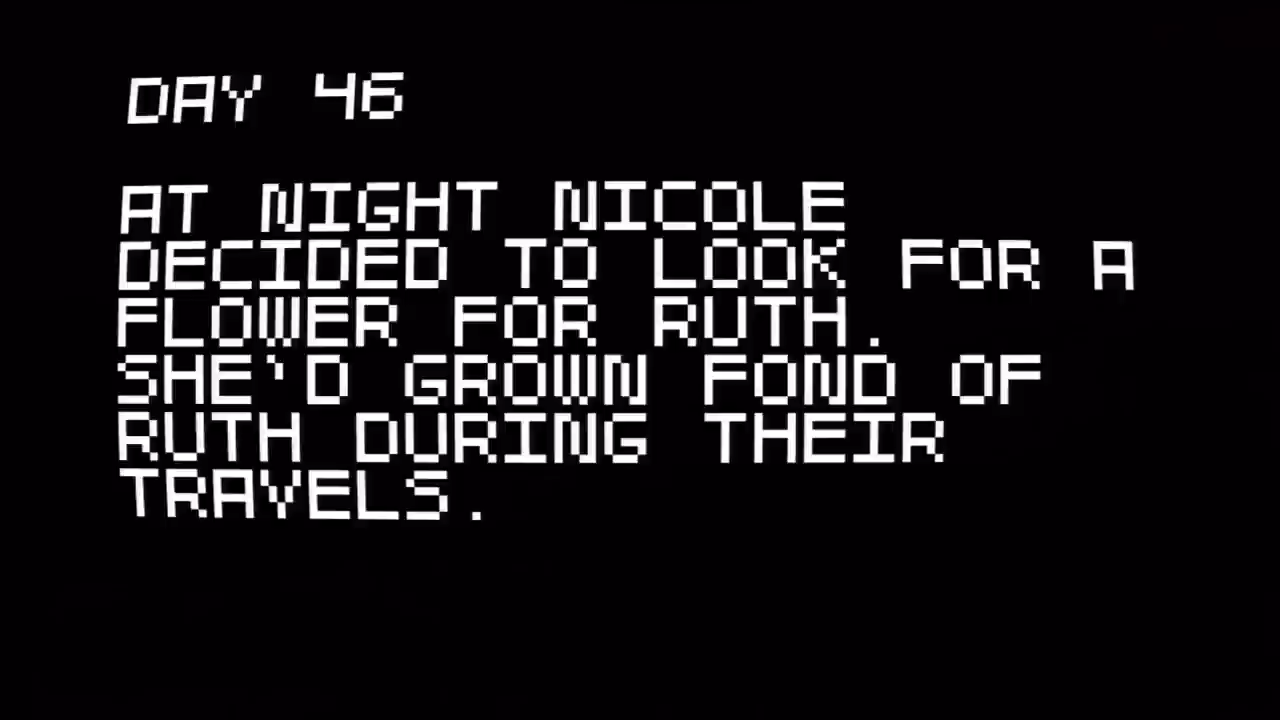 DAY 46
AT NIGHT NICOLE
DECIDED TO LOOK FOR A
FLOWER FOR RUTH.
SHE'D GROWN FOND OF
RUTH DURING THEIR
TRAVELS.